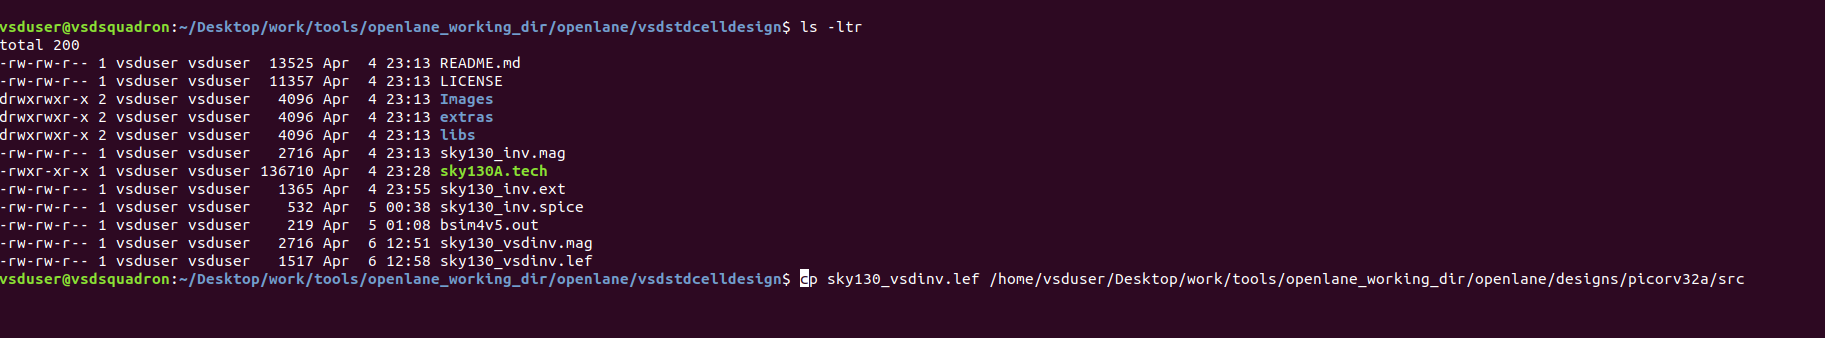 vsduser@vsdsquadron:~/Desktop/work/tools/openlane_working_dir/openlane/vsdstdcelldesign$ ls -ltr
total 200
-rw-rw-r-- 1 vsduser vsduser  13525 Apr  4 23:13 README.md
-rw-rw-r-- 1 vsduser vsduser  11357 Apr  4 23:13 LICENSE
drwxrwxr-x 2 vsduser vsduser   4096 Apr  4 23:13 Images
drwxrwxr-x 2 vsduser vsduser   4096 Apr  4 23:13 extras
drwxrwxr-x 2 vsduser vsduser   4096 Apr  4 23:13 libs
-rw-rw-r-- 1 vsduser vsduser   2716 Apr  4 23:13 sky130_inv.mag
-rwxr-xr-x 1 vsduser vsduser 136710 Apr  4 23:28 sky130A.tech
-rw-rw-r-- 1 vsduser vsduser   1365 Apr  4 23:55 sky130_inv.ext
-rw-rw-r-- 1 vsduser vsduser    532 Apr  5 00:38 sky130_inv.spice
-rw-rw-r-- 1 vsduser vsduser    219 Apr  5 01:08 bsim4v5.out
-rw-rw-r-- 1 vsduser vsduser   2716 Apr  6 12:51 sky130_vsdinv.mag
-rw-rw-r-- 1 vsduser vsduser   1517 Apr  6 12:58 sky130_vsdinv.lef
vsduser@vsdsquadron:~/Desktop/work/tools/openlane_working_dir/openlane/vsdstdcelldesign$ cp sky130_vsdinv.lef /home/vsduser/Desktop/work/tools/openlane_working_dir/openlane/designs/picorv32a/src